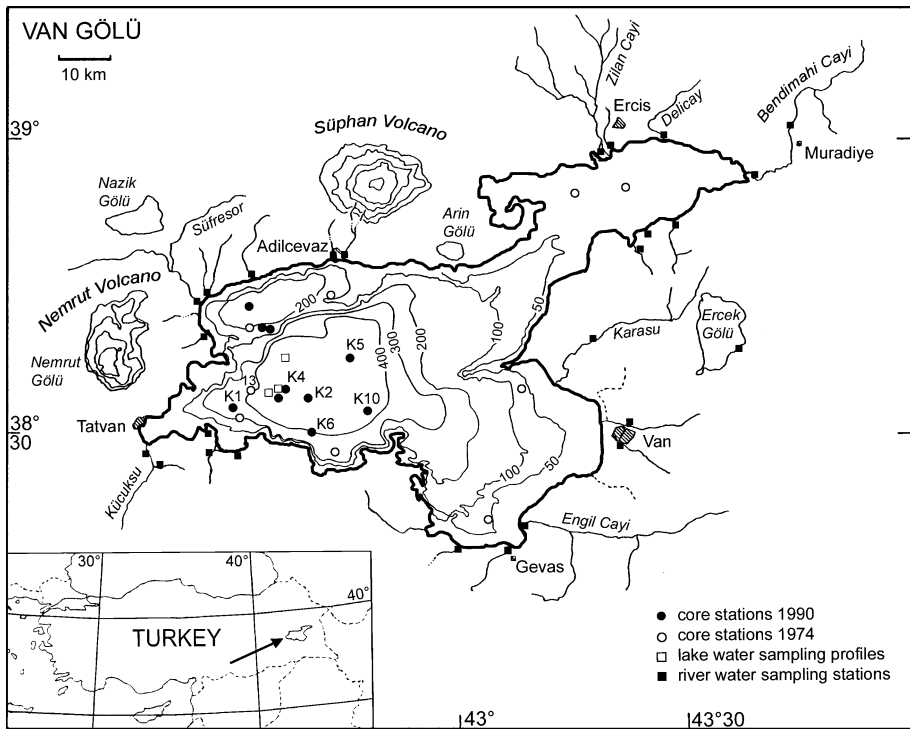 VAN GÖLÜ
10 km
Zilan Cayi
Ercis
Delicay
Bendimahi Cayi
Muradiye
39°
Süphan Volcano
Nazik
Gölü
Süfresor
Adilcevaz
Arin
Gölü
Nemrut Volcano
Nemrut
Gölü
200
50
100
200
300
400
Karasu
Ercek
Gölü
K5
13
K4
K1
K2
K10
K6
Tatvan
38°
30
Van
Kücuksu
100
50
Engil Cayi
Gevas
30°
40°
40°
TURKEY
core stations 1990
core stations 1974
lake water sampling profiles
river water sampling stations
43°
43°30